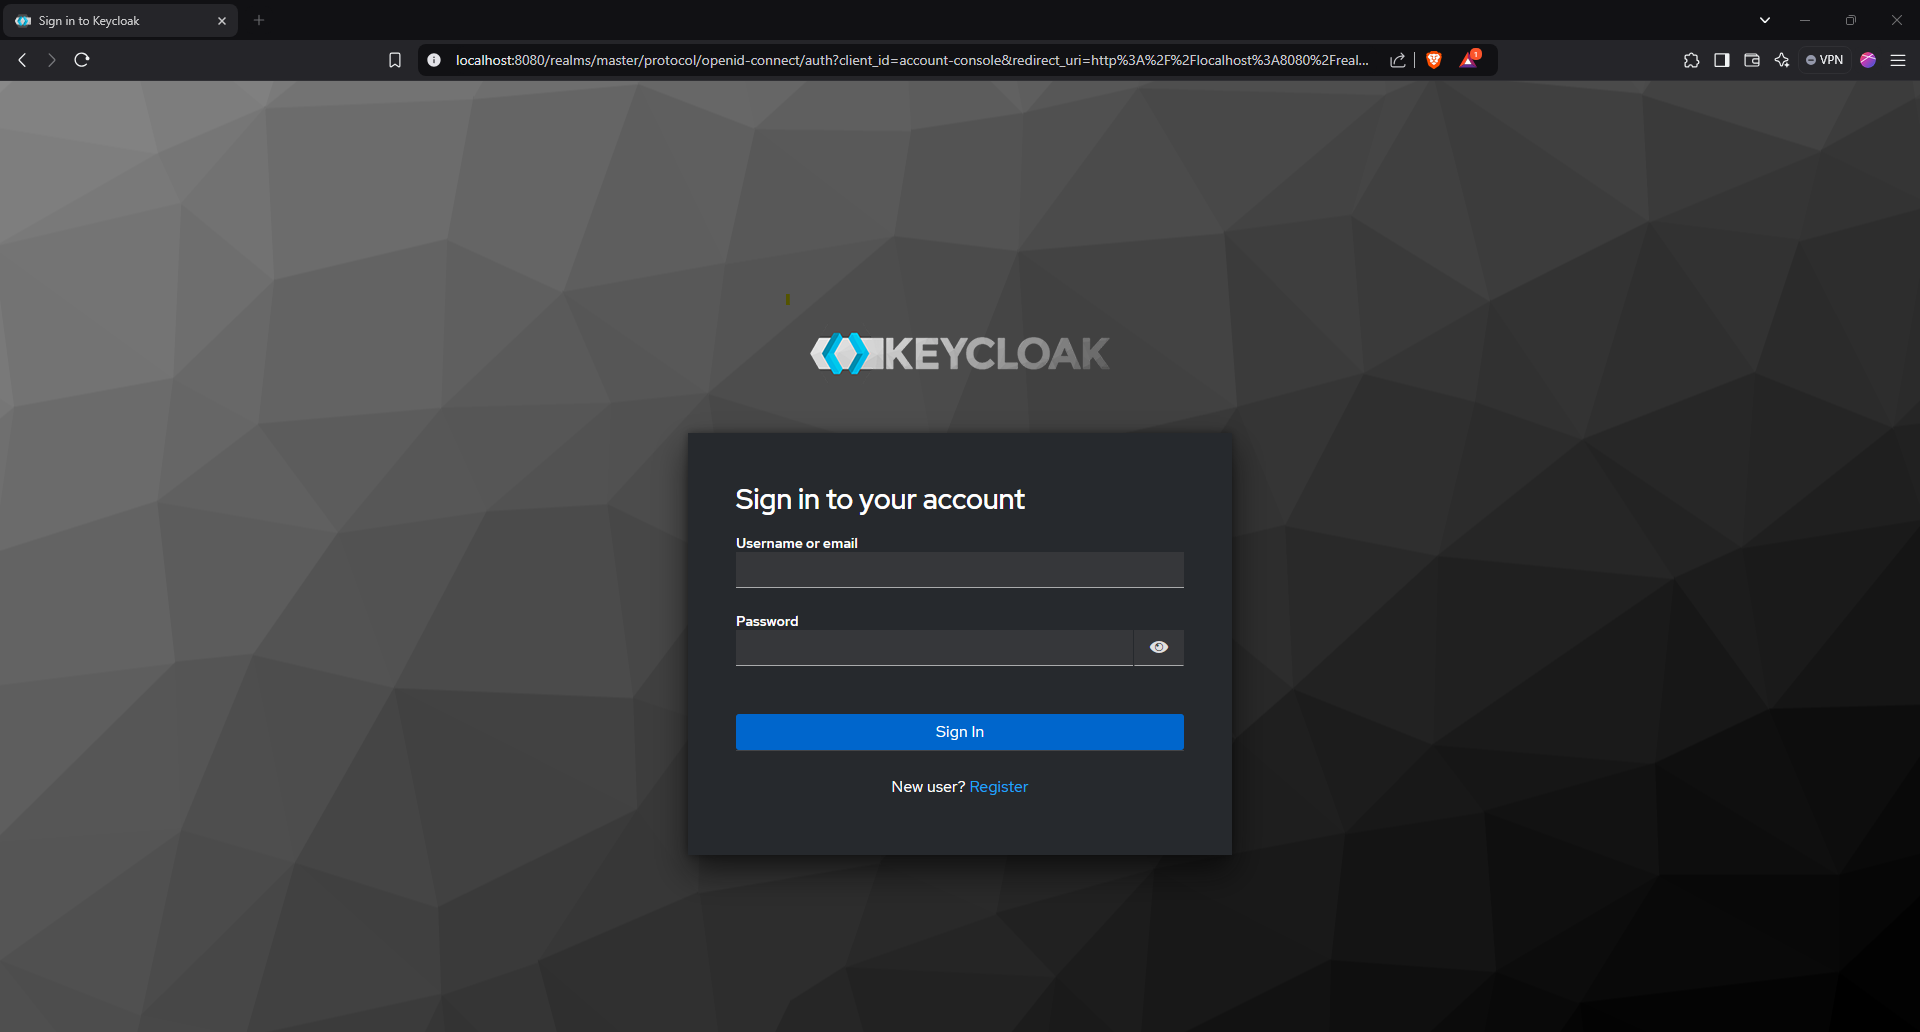 Sign in to Keycloak
localhost:8080/realms/master/protocol/openid-connect/auth?client_id=account-console&redirect_uri=http%3A%2F%2Flocalhost%3A8080%2Freal...
1
VPN
KEYCLOAK
Sign in to your account
Username or email
Password
Sign In
New user? Register